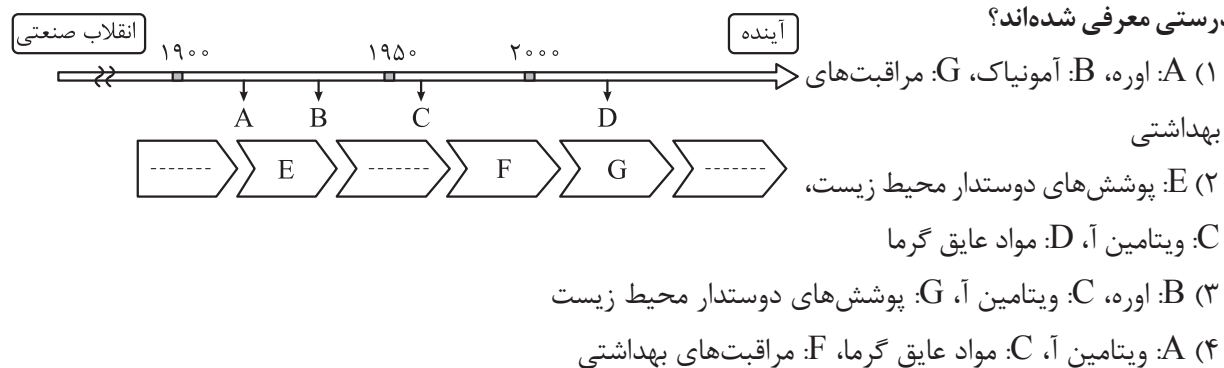 درستی معرفی شده‌اند؟
انقلاب صنعتی
آینده
۱۹۰۰ ۱۹۵۰ ۲۰۰۰
A B C D
------- E ------- F G -------
۱) A: اوره، B: آمونیاک، G: مراقبت‌های
بهداشتی
۲) E: پوشش‌های دوستدار محیط زیست،
C: ویتامین آ، D: مواد عایق گرما
۳) B: اوره، C: ویتامین آ، G: پوشش‌های دوستدار محیط زیست
۴) A: ویتامین آ، C: مواد عایق گرما، F: مراقبت‌های بهداشتی